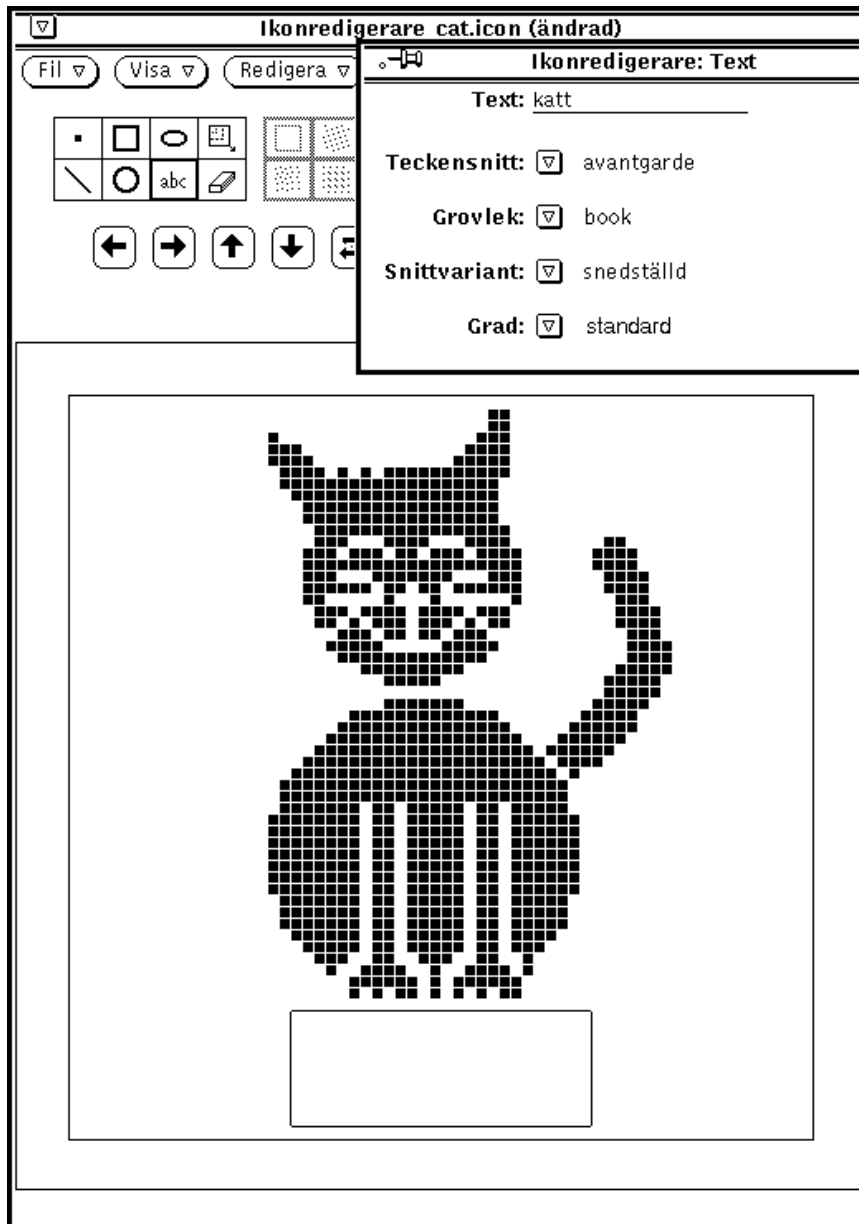 Ikonredigerare cat.icon (ändrad)
Fil Visa Redigera
Ikonredigerare: Text
Text: katt
abc
Teckensnitt: avantgarde
Grovlek: book
Snittvariant: snedställd
Grad: standard